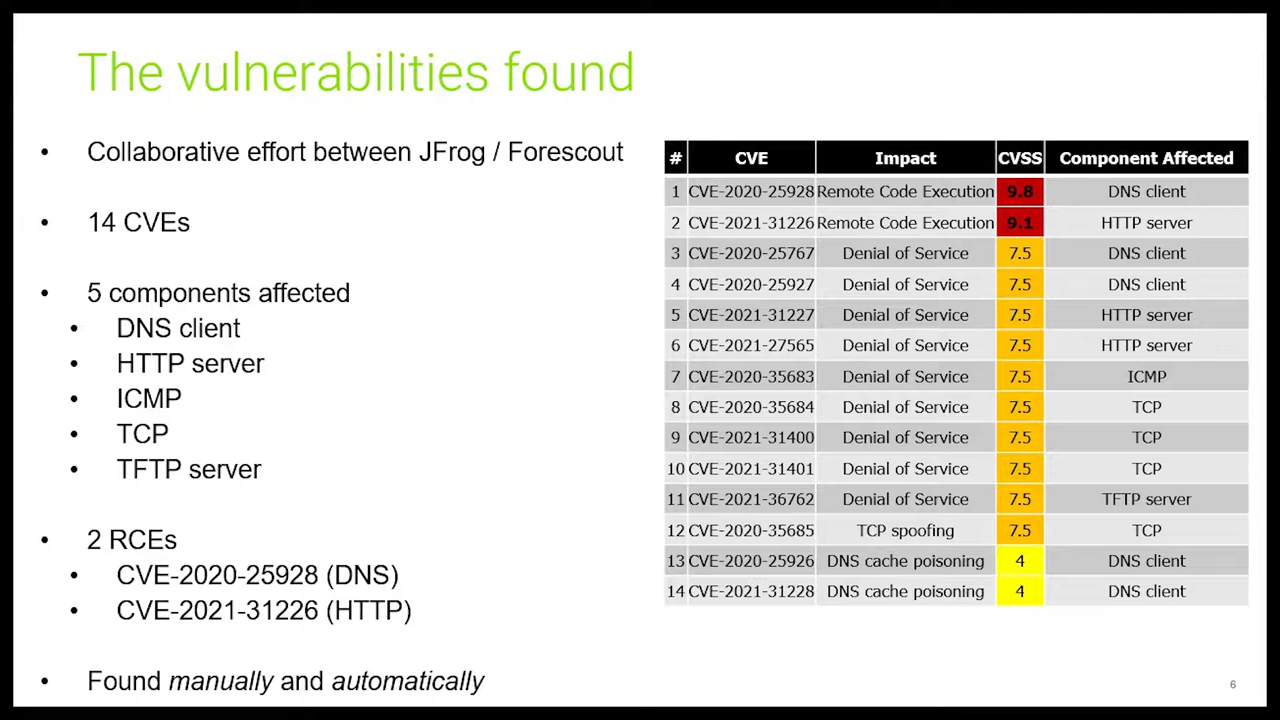 The vulnerabilities found
• Collaborative effort between JFrog / Forescout
• 14 CVEs
• 5 components affected
• DNS client
• HTTP server
• ICMP
• TCP
• TFTP server
• 2 RCEs
• CVE-2020-25928 (DNS)
• CVE-2021-31226 (HTTP)
• Found manually and automatically
# CVE Impact CVSS Component Affected
1 CVE-2020-25928 Remote Code Execution 9.8 DNS client
2 CVE-2021-31226 Remote Code Execution 9.1 HTTP server
3 CVE-2020-25767 Denial of Service 7.5 DNS client
4 CVE-2020-25927 Denial of Service 7.5 DNS client
5 CVE-2021-31227 Denial of Service 7.5 HTTP server
6 CVE-2021-27565 Denial of Service 7.5 HTTP server
7 CVE-2020-35683 Denial of Service 7.5 ICMP
8 CVE-2020-35684 Denial of Service 7.5 TCP
9 CVE-2021-31400 Denial of Service 7.5 TCP
10 CVE-2021-31401 Denial of Service 7.5 TCP
11 CVE-2021-36762 Denial of Service 7.5 TFTP server
12 CVE-2020-35685 TCP spoofing 7.5 TCP
13 CVE-2020-25926 DNS cache poisoning 4 DNS client
14 CVE-2021-31228 DNS cache poisoning 4 DNS client
6